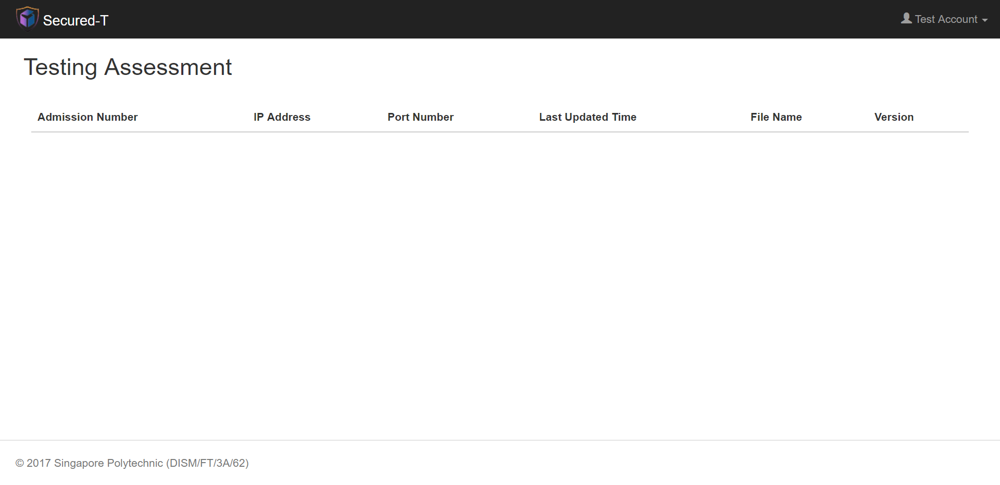 Secured-T
Test Account
Testing Assessment
Admission Number IP Address Port Number Last Updated Time File Name Version
© 2017 Singapore Polytechnic (DISM/FT/3A/62)